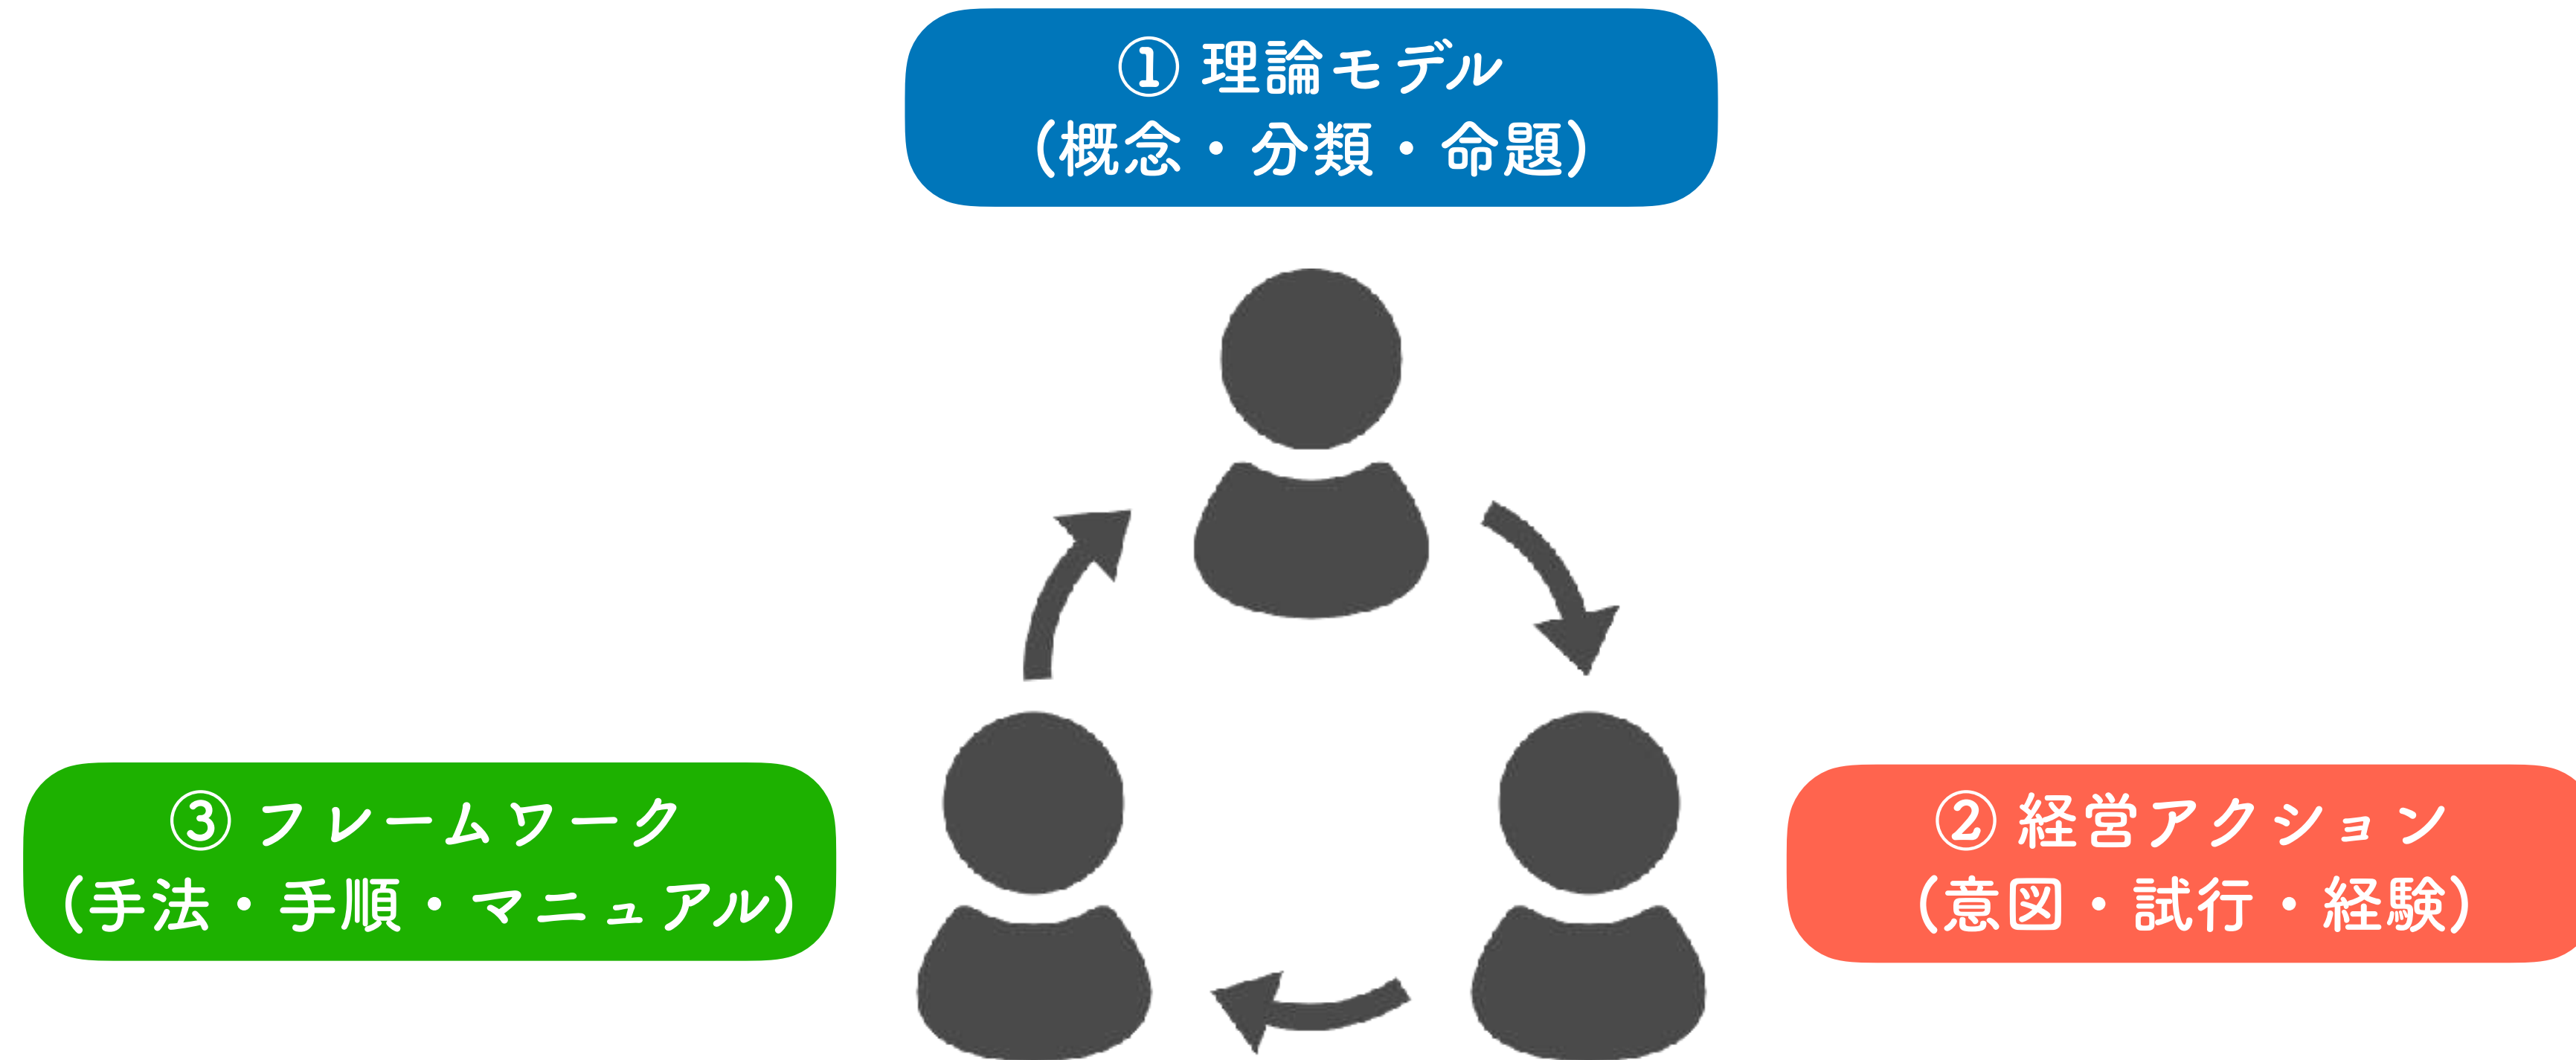 ① 理論モデル
(概念・分類・命題)
③ フレームワーク
(手法・手順・マニュアル)
② 経営アクション
(意図・試行・経験)